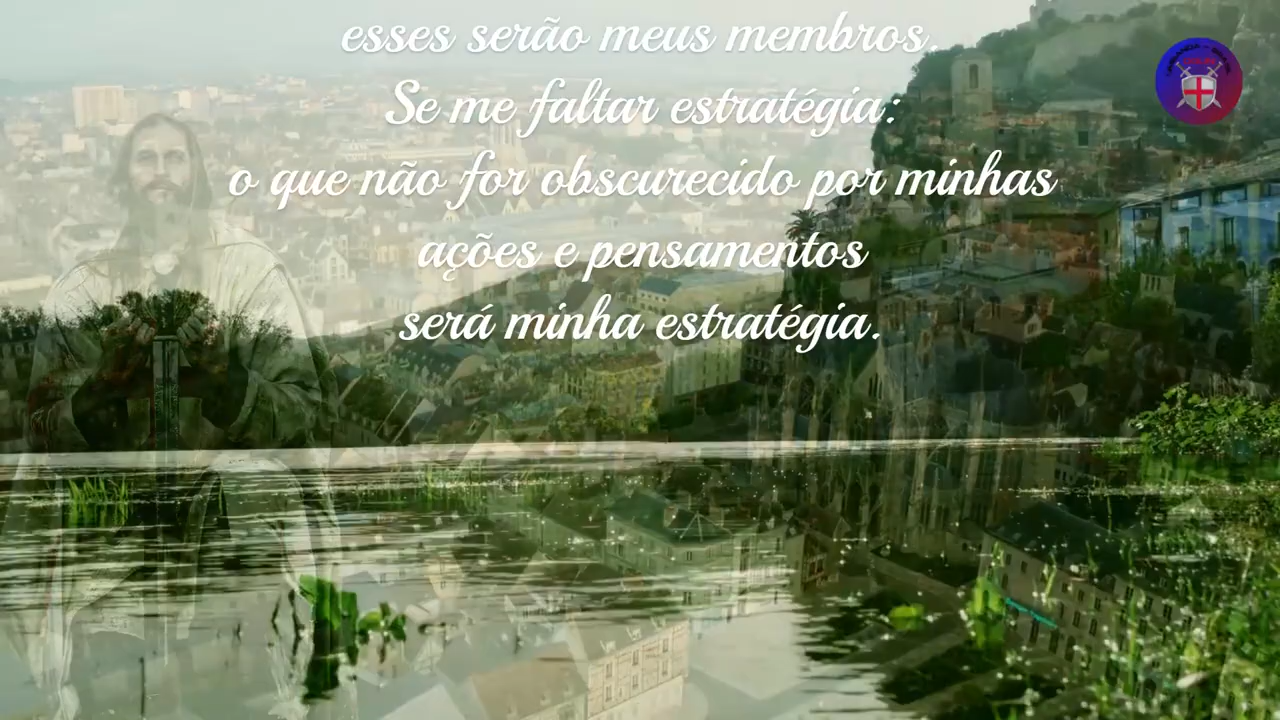 esses serão meus membros.
Se me faltar estratégia:
o que não for obscurecido por minhas
ações e pensamentos
será minha estratégia.